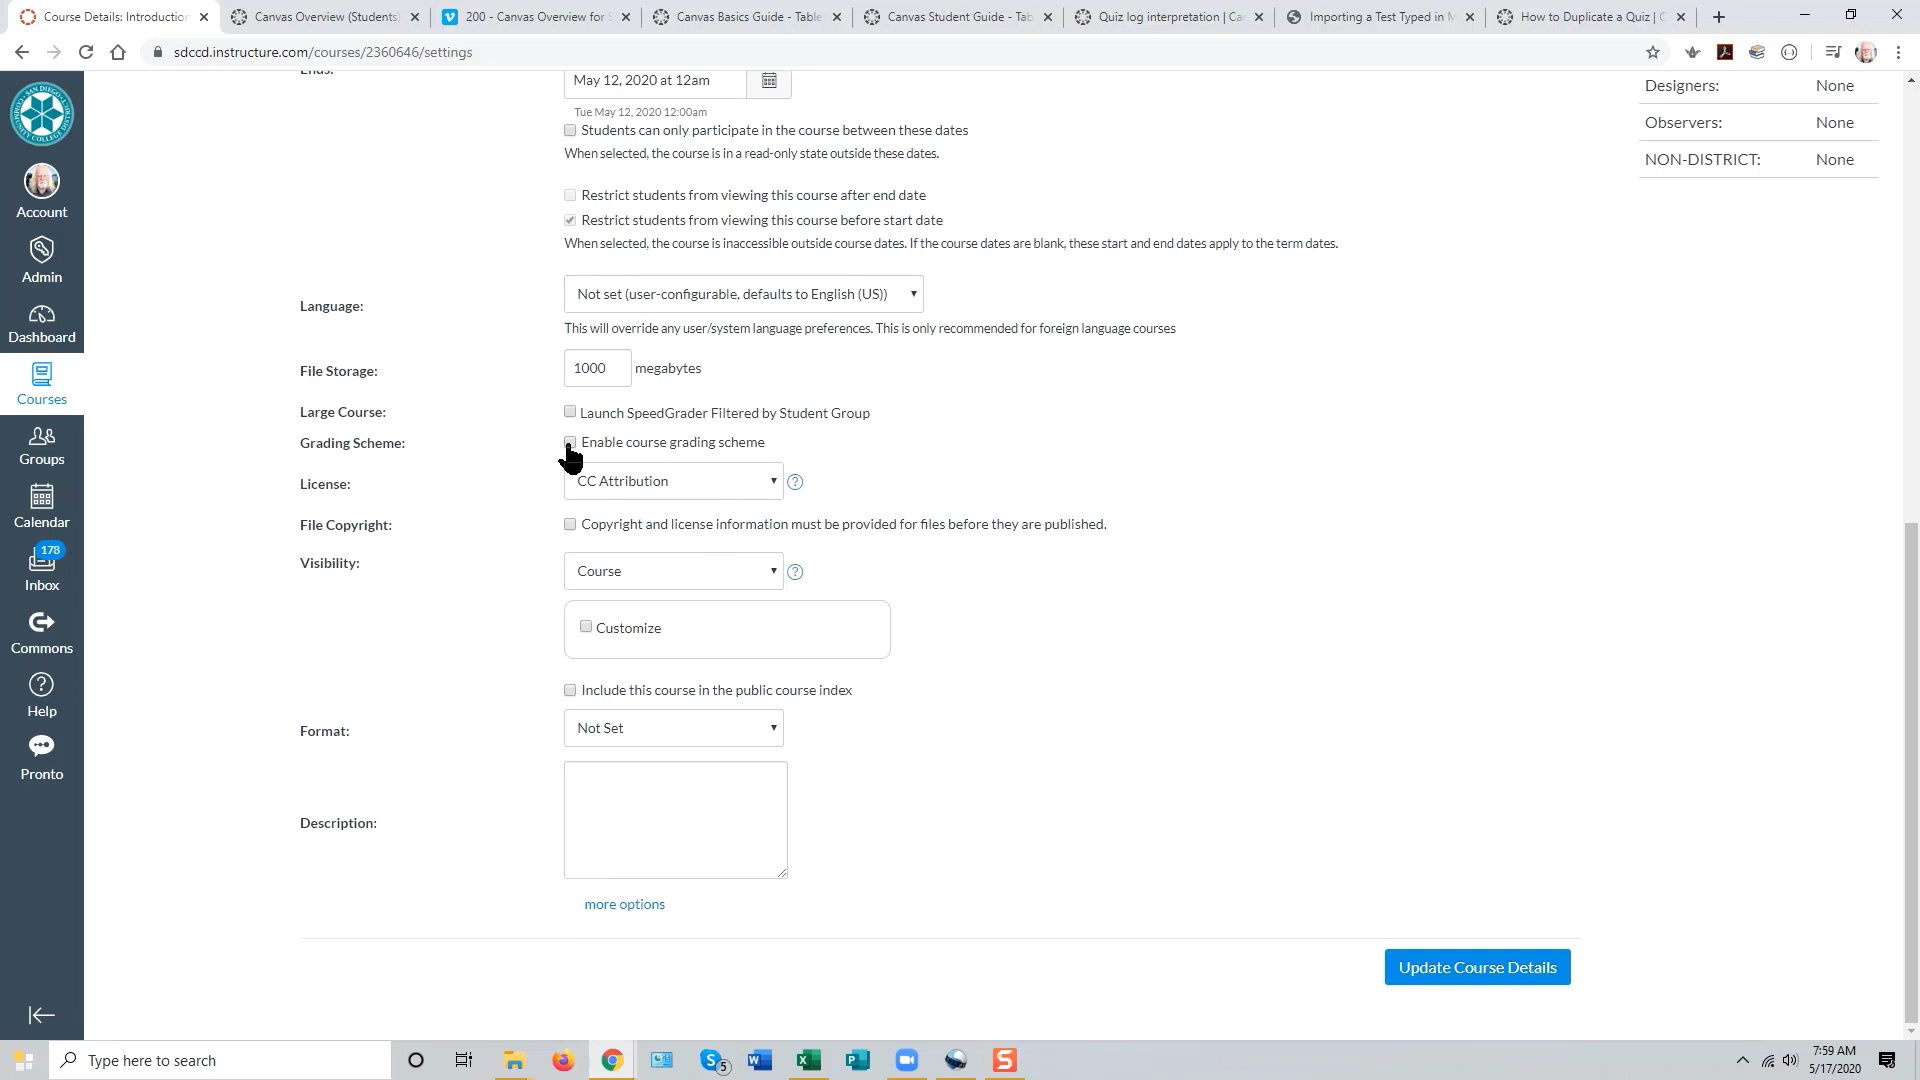 Course Details: Introduction
Canvas Overview (Students)
200 - Canvas Overview for S
Canvas Basics Guide - Table
Canvas Student Guide - Tab
Quiz log interpretation | Ca
Importing a Test Typed in M
How to Duplicate a Quiz | C
sdccd.instructure.com/courses/2360646/settings
Ends:
May 12, 2020 at 12am
Tue May 12, 2020 12:00am
Students can only participate in the course between these dates
When selected, the course is in a read-only state outside these dates.
Restrict students from viewing this course after end date
Restrict students from viewing this course before start date
When selected, the course is inaccessible outside course dates. If the course dates are blank, these start and end dates apply to the term dates.
Language:
Not set (user-configurable, defaults to English (US))
This will override any user/system language preferences. This is only recommended for foreign language courses
File Storage:
1000 megabytes
Large Course:
Launch SpeedGrader Filtered by Student Group
Grading Scheme:
Enable course grading scheme
License:
CC Attribution
File Copyright:
Copyright and license information must be provided for files before they are published.
Visibility:
Course
Customize
Include this course in the public course index
Format:
Not Set
Description:
more options
Update Course Details
Designers: None
Observers: None
NON-DISTRICT: None
SAN DIEGO COMMUNITY COLLEGE DISTRICT
Account
Admin
Dashboard
Courses
Groups
Calendar
178
Inbox
Commons
Help
Pronto
Type here to search
5
7:59 AM
5/17/2020